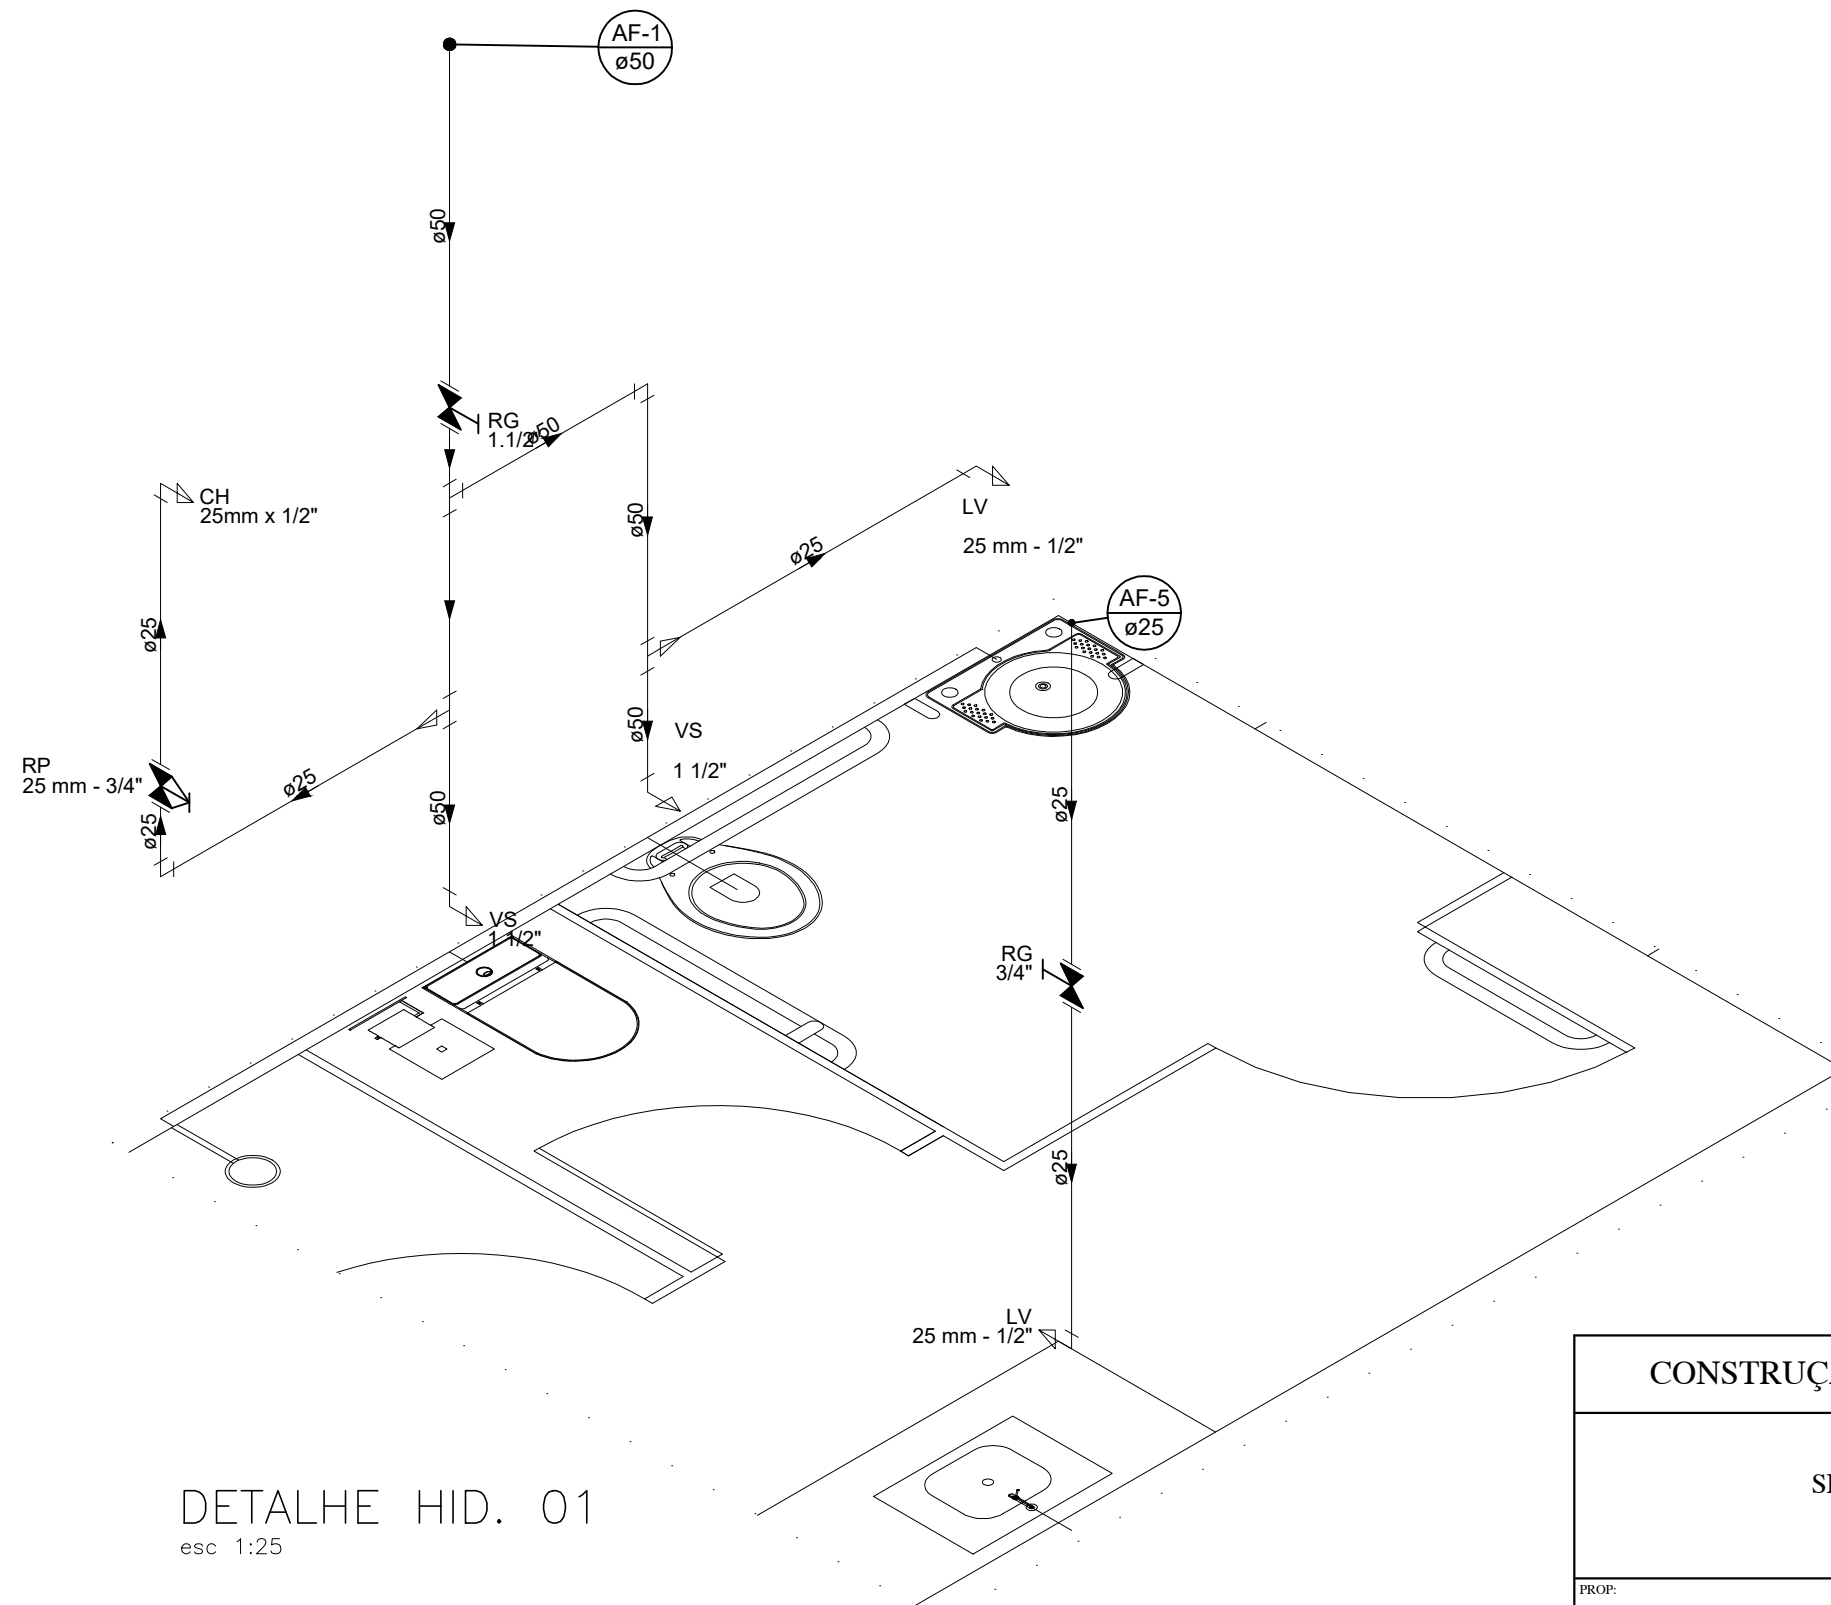 AF-1
ø50
ø50
RG
1.1/2"
ø50
CH
25mm x 1/2"
ø50
LV
25 mm - 1/2"
ø25
AF-5
ø25
ø25
ø50
VS
1 1/2"
RP
25 mm - 3/4"
ø25
ø25
ø50
ø25
VS
1 1/2"
RG
3/4"
ø25
LV
25 mm - 1/2"
CONSTRUÇ
DETALHE HID. 01
esc 1:25
PROP: